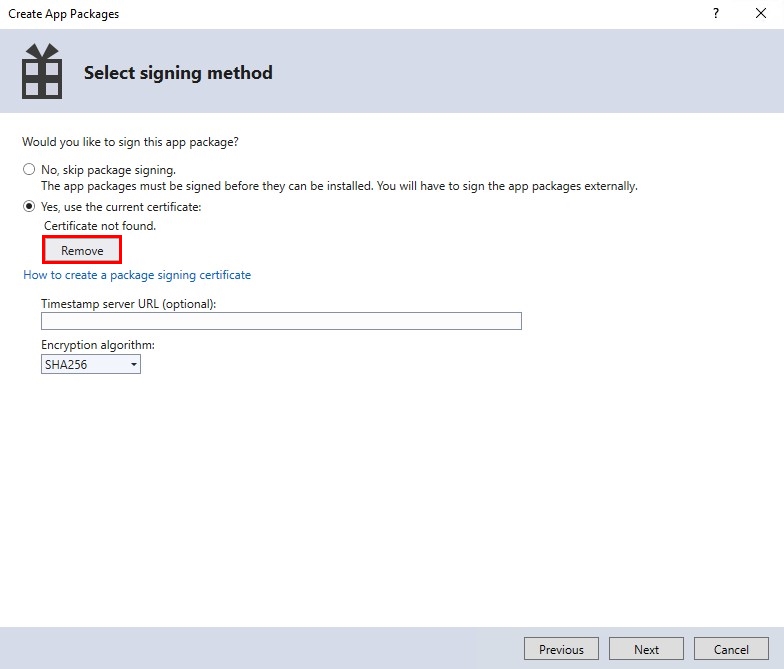 Create App Packages
?
Select signing method
Would you like to sign this app package?
No, skip package signing.
The app packages must be signed before they can be installed. You will have to sign the app packages externally.
Yes, use the current certificate:
Certificate not found.
Remove
How to create a package signing certificate
Timestamp server URL (optional):
Encryption algorithm:
SHA256
Previous
Next
Cancel